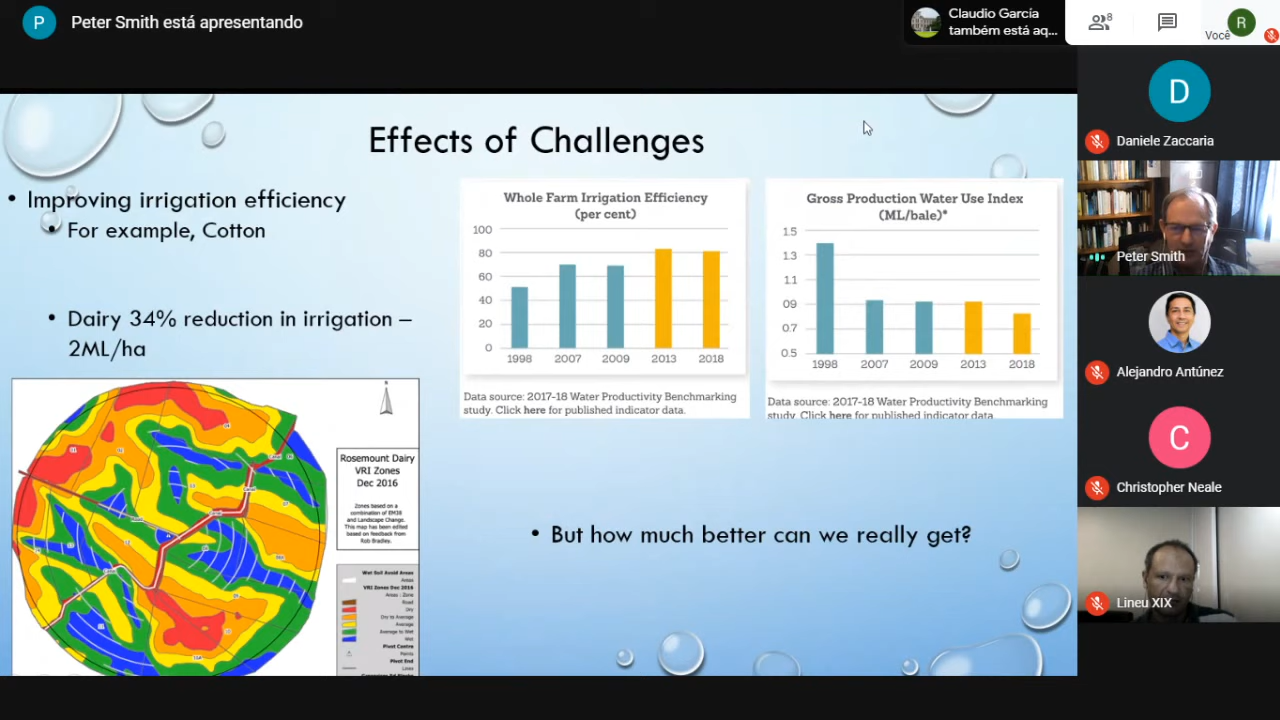 P
Peter Smith está apresentando
Claudio García
também está aq...
8
Você
R
Effects of Challenges
• Improving irrigation efficiency
• For example, Cotton
• Dairy 34% reduction in irrigation –
2ML/ha
Whole Farm Irrigation Efficiency
(per cent)
100
80
60
40
20
0
1998 2007 2009 2013 2018
Data source: 2017-18 Water Productivity Benchmarking
study. Click here for published indicator data.
Gross Production Water Use Index
(ML/bale)*
1.5
1.3
1.1
09
0.7
0.5
1998 2007 2009 2013 2018
Data source: 2017-18 Water Productivity Benchmarking
study. Click here for published indicator data.
• But how much better can we really get?
Rosemount Dairy
VRI Zones
Dec 2016
Zones based on a
combination of EM38
and Landscape Change.
This map has been edited
based on feedback from
Rob Bradley.
Wet Soil Avoid Areas
Areas
VRI Zones Dec 2016
Areas : Zone
Road
Dry
Dry to Average
Average
Average to Wet
Wet
Pivot Centre
Points
Pivot End
Lines
D
Daniele Zaccaria
Peter Smith
Alejandro Antúnez
C
Christopher Neale
Lineu XIX